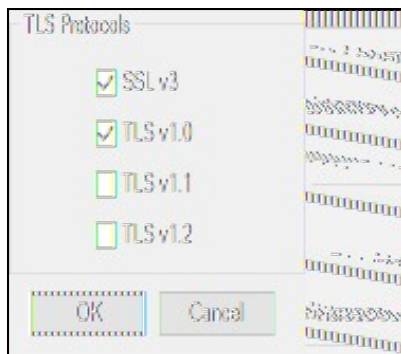 TLS Protocols
SSL v3
TLS v1.0
TLS v1.1
TLS v1.2
OK Cancel